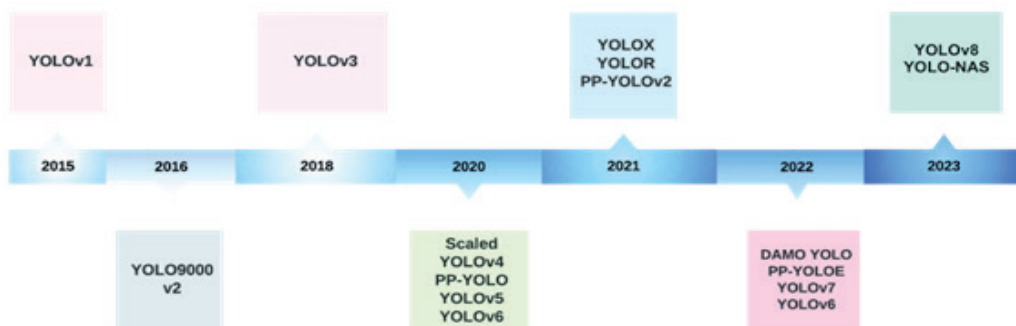 YOLOv1
YOLOv3
YOLOX
YOLOR
PP-YOLOv2
YOLOv8
YOLO-NAS
2015
2016
2018
2020
2021
2022
2023
YOLO9000
v2
Scaled
YOLOv4
PP-YOLO
YOLOv5
YOLOv6
DAMO YOLO
PP-YOLOE
YOLOv7
YOLOv6